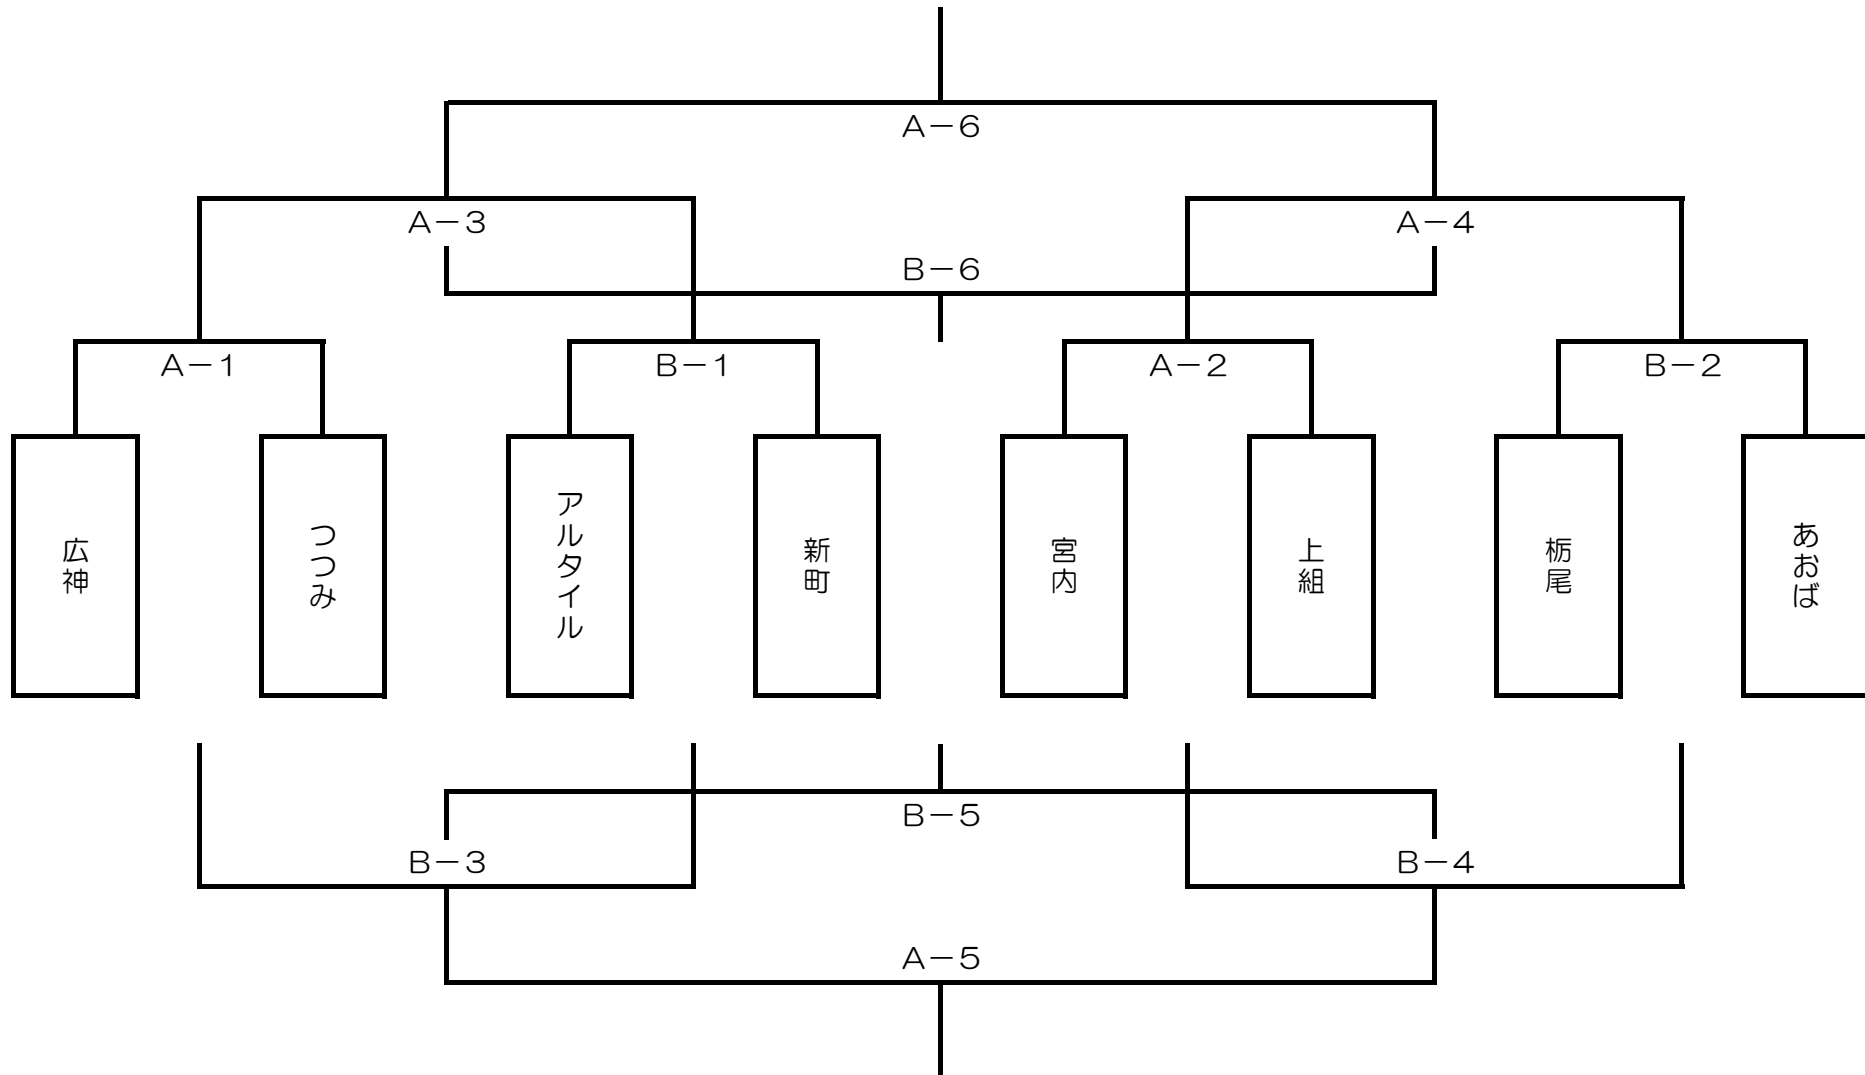 A－6
A－3
A－4
B－6
A－1
B－1
A－2
B－2
広神
つつみ
アルタイル
新町
宮内
上組
栃尾
あおば
B－5
B－3
B－4
A－5